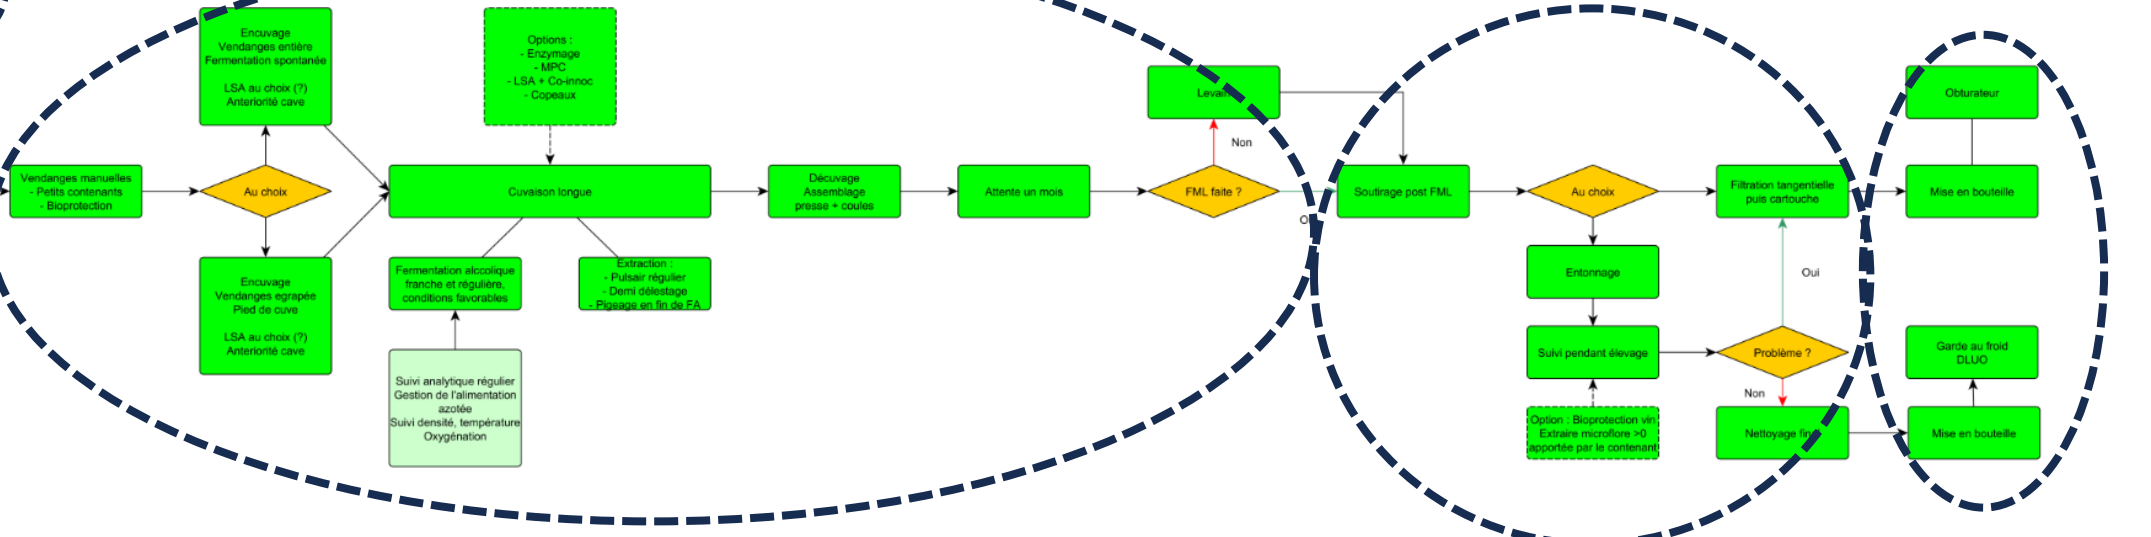 Encuvage
Vendanges entière
Fermentation spontanée
LSA au choix (?)
Anteriorité cave
Options :
- Enzymage
- MPC
- LSA + Co-innoc
- Copeaux
Non
Obturateur
Vendanges manuelles
- Petits contenants
- Bioprotection
Au choix
Cuvaison longue
Décuvage
Assemblage
presse + coules
Attente un mois
FML faite ?
Soutirage post FML
Au choix
Filtration tangentielle
puis cartouche
Mise en bouteille
Encuvage
Vendanges egrapée
Pied de cuve
LSA au choix (?)
Anteriorité cave
Fermentation alccolique
franche et régulière,
conditions favorables
Extraction :
- Pulsair régulier
- Demi délestage
- Pigeage en fin de FA
Entonnage
Oui
Suivi pendant élevage
Problème ?
Garde au froid
DLUO
Suivi analytique régulier
Gestion de l'alimentation
azotée
Suivi densité, température
Oxygénation
Non
Option : Bioprotection vin
Extraire microflore >0
apportée par le contenant
Nettoyage
Mise en bouteille